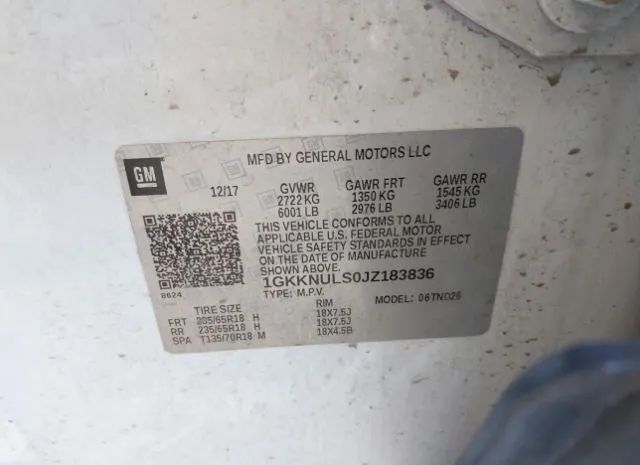 GM
MFD BY GENERAL MOTORS LLC
12/17 GVWR GAWR FRT GAWR RR
2722 KG 1350 KG 1545 KG
6001 LB 2976 LB 3406 LB
THIS VEHICLE CONFORMS TO ALL
APPLICABLE U.S. FEDERAL MOTOR
VEHICLE SAFETY STANDARDS IN EFFECT
ON THE DATE OF MANUFACTURE
SHOWN ABOVE.
8624
1GKKNULS0JZ183836
TYPE: M.P.V. MODEL: 06TND26
TIRE SIZE RIM
FRT 235/65R18 H 18X7.5J
RR 235/65R18 H 18X7.5J
SPA T135/70R18 M 18X4.5B